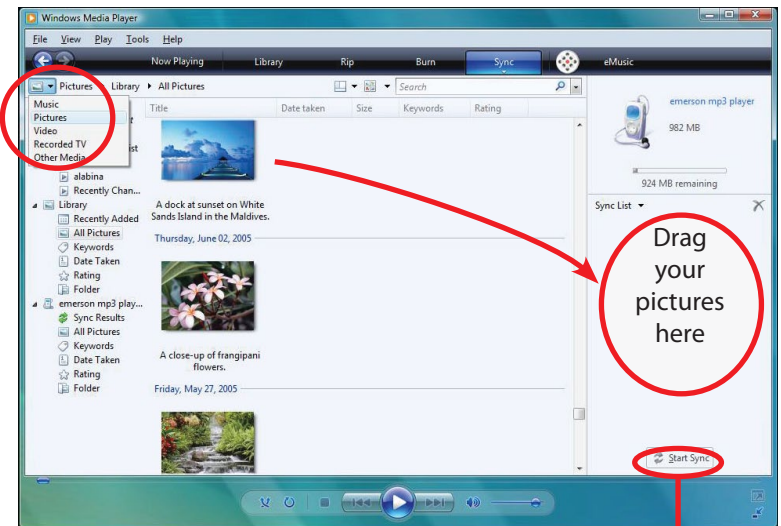 Windows Media Player
File View Play Tools Help
Now Playing Library Rip Burn Sync eMusic
Pictures Library All Pictures Search
Music
Pictures
Video
Recorded TV
Other Media
t
ist
alabina
Recently Chan...
Library
Recently Added
All Pictures
Keywords
Date Taken
Rating
Folder
emerson mp3 play...
Sync Results
All Pictures
Keywords
Date Taken
Rating
Folder
Title Date taken Size Keywords Rating
A dock at sunset on White
Sands Island in the Maldives.
Thursday, June 02, 2005
A close-up of frangipani
flowers.
Friday, May 27, 2005
emerson mp3 player
982 MB
924 MB remaining
Sync List
Drag
your
pictures
here
Start Sync